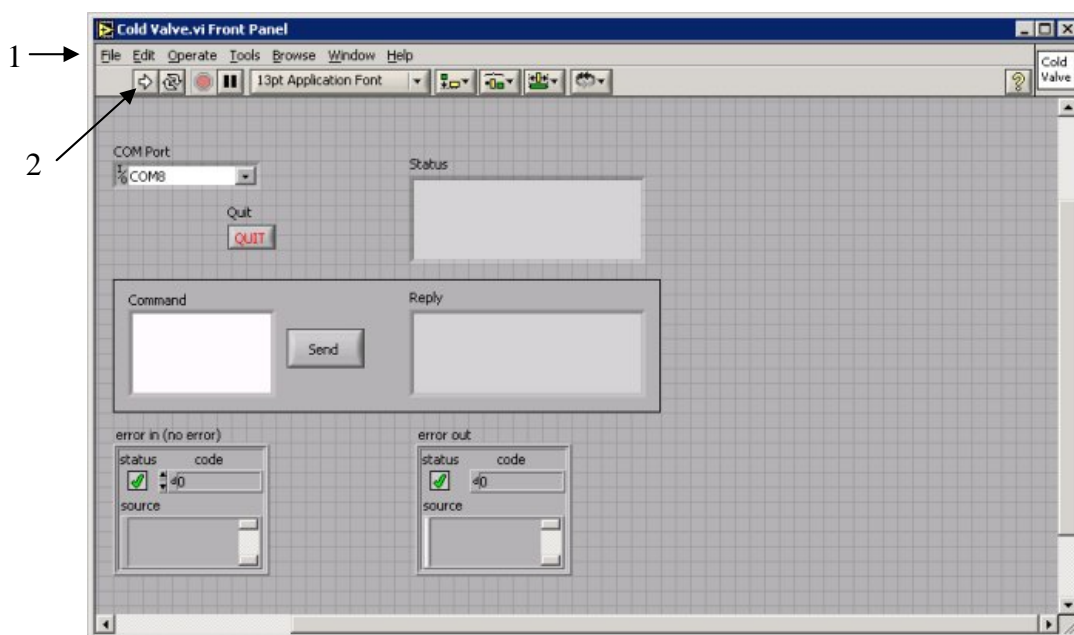 Cold Valve.vi Front Panel
1
File Edit Operate Tools Browse Window Help
Cold
Valve
13pt Application Font
?
2
COM Port
Status
I/O COM8
Quit
QUIT
Command
Reply
Send
error in (no error)
error out
status code
status code
d0
d0
source
source